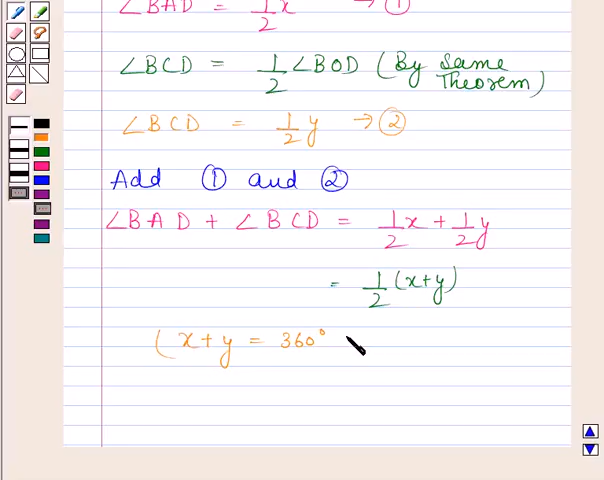 ∠BAD = 1/2 x → ①
∠BCD = 1/2 ∠BOD (By Same Theorem)
∠BCD = 1/2 y → ②
Add ① and ②
∠BAD + ∠BCD = 1/2 x + 1/2 y
= 1/2 (x+y)
( x + y = 360°